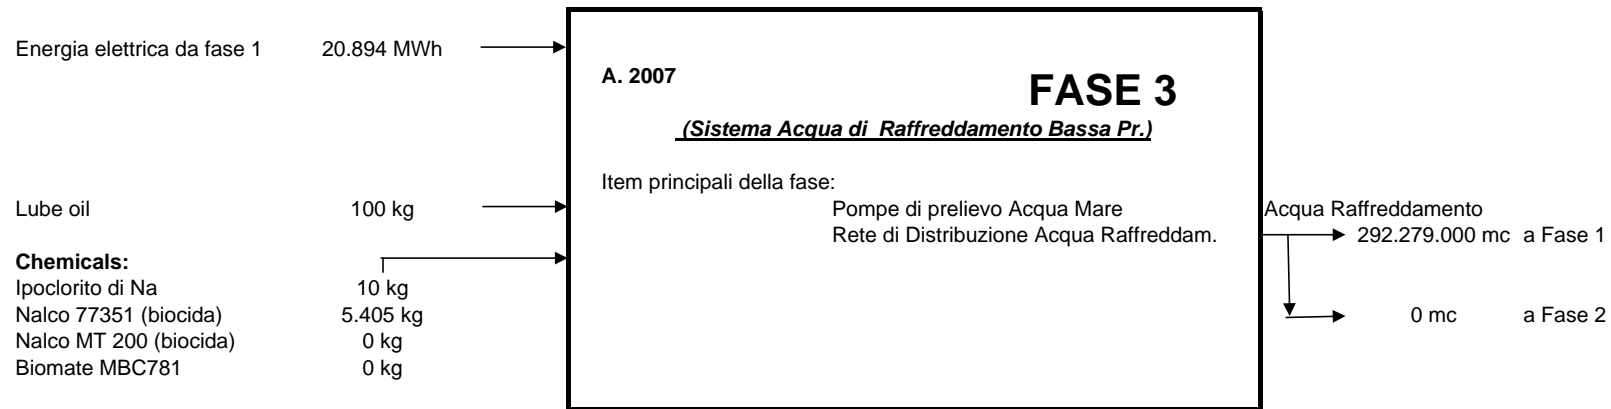 Energia elettrica da fase 1 20.894 MWh
A. 2007
FASE 3
(Sistema Acqua di Raffreddamento Bassa Pr.)
Item principali della fase:
Lube oil 100 kg
Pompe di prelievo Acqua Mare
Acqua Raffreddamento
Rete di Distribuzione Acqua Raffreddam.
292.279.000 mc a Fase 1
Chemicals:
Ipoclorito di Na 10 kg
Nalco 77351 (biocida) 5.405 kg
0 mc a Fase 2
Nalco MT 200 (biocida) 0 kg
Biomate MBC781 0 kg